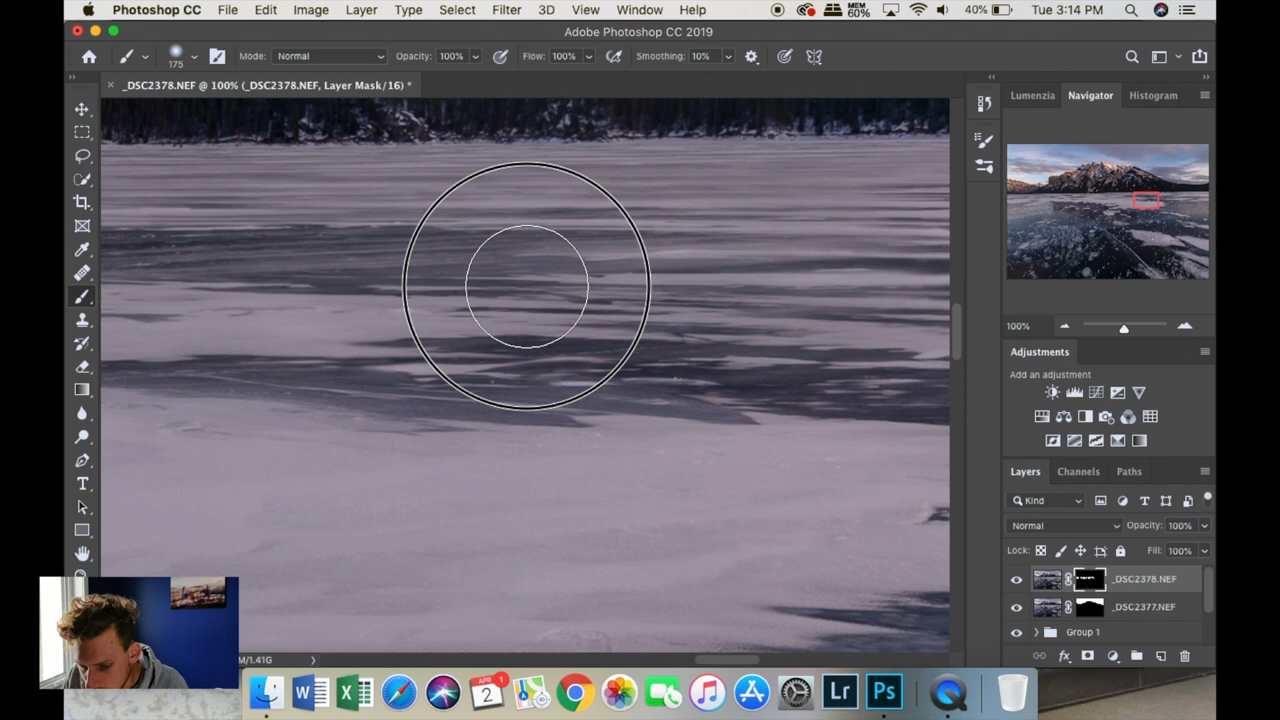 Photoshop CC File Edit Image Layer Type Select Filter 3D View Window Help MEM 60% 40% Tue 3:14 PM
Adobe Photoshop CC 2019
175 Mode: Normal Opacity: 100% Flow: 100% Smoothing: 10%
_DSC2378.NEF @ 100% (_DSC2378.NEF, Layer Mask/16) *
Lumenzia Navigator Histogram
100%
Adjustments
Add an adjustment
Layers Channels Paths
Kind
Normal Opacity: 100%
Lock: Fill: 100%
_DSC2378.NEF
_DSC2377.NEF
Group 1
M/1.41G
APR 1
2
Lr Ps